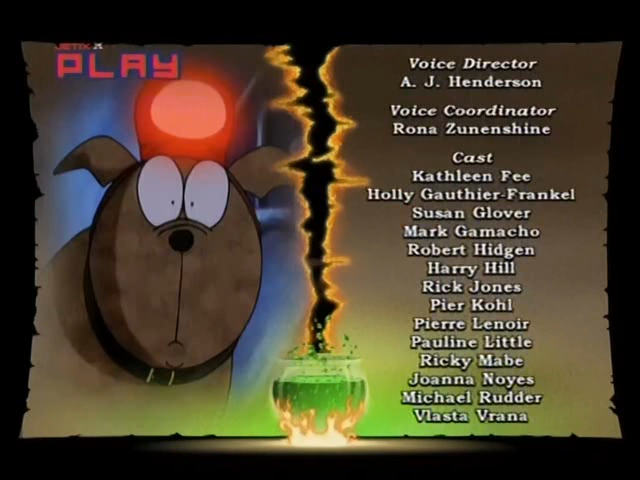 JETIX
PLAY
Voice Director
A. J. Henderson
Voice Coordinator
Rona Zunenshine
Cast
Kathleen Fee
Holly Gauthier-Frankel
Susan Glover
Mark Gamacho
Robert Hidgen
Harry Hill
Rick Jones
Pier Kohl
Pierre Lenoir
Pauline Little
Ricky Mabe
Joanna Noyes
Michael Rudder
Vlasta Vrana